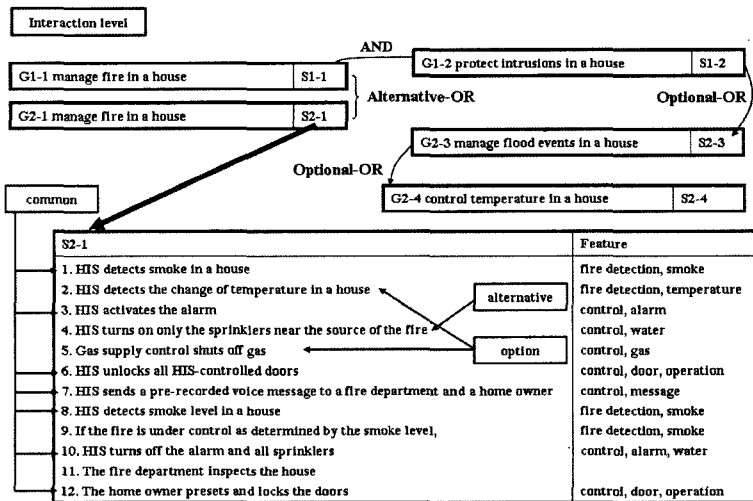 Interaction level
AND
G1-1 manage fire in a house S1-1
G1-2 protect intrusions in a house S1-2
Alternative-OR
Optional-OR
G2-1 manage fire in a house S2-1
G2-3 manage flood events in a house S2-3
Optional-OR
G2-4 control temperature in a house S2-4
common
S2-1 Feature
1. HIS detects smoke in a house fire detection, smoke
2. HIS detects the change of temperature in a house fire detection, temperature
alternative
3. HIS activates the alarm control, alarm
4. HIS turns on only the sprinklers near the source of the fire control, water
option
5. Gas supply control shuts off gas control, gas
6. HIS unlocks all HIS-controlled doors control, door, operation
7. HIS sends a pre-recorded voice message to a fire department and a home owner control, message
8. HIS detects smoke level in a house fire detection, smoke
9. If the fire is under control as determined by the smoke level, fire detection, smoke
10. HIS turns off the alarm and all sprinklers control, alarm, water
11. The fire department inspects the house
12. The home owner presets and locks the doors control, door, operation